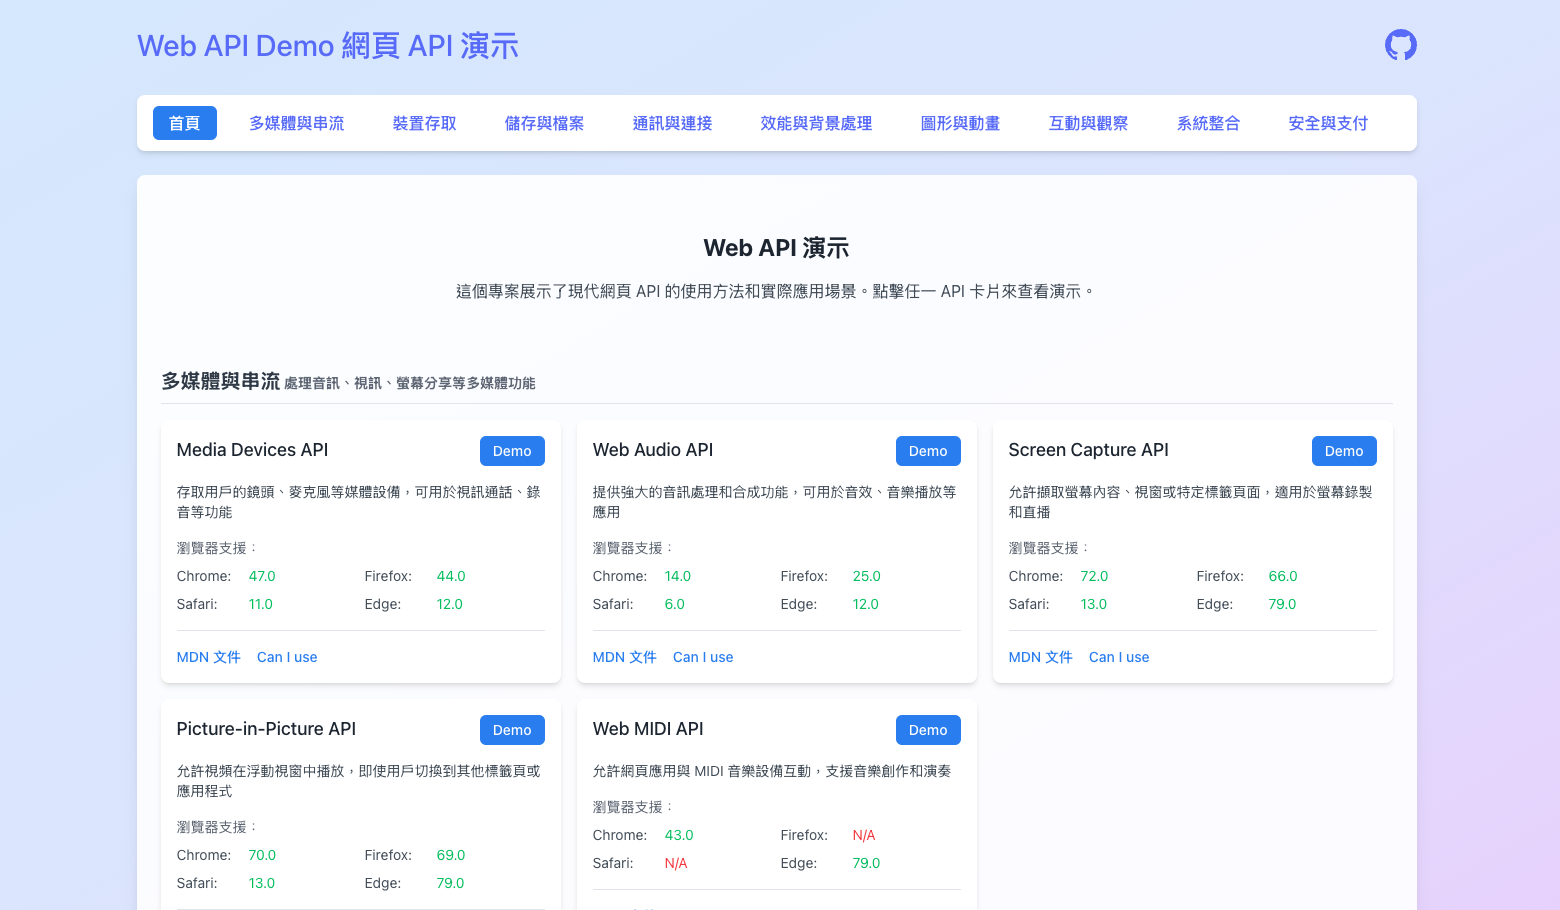 Web API Demo 網頁 API 演示
首頁 多媒體與串流 裝置存取 儲存與檔案 通訊與連接 效能與背景處理 圖形與動畫 互動與觀察 系統整合 安全與支付
Web API 演示
這個專案展示了現代網頁 API 的使用方法和實際應用場景。點擊任一 API 卡片來查看演示。
多媒體與串流 處理音訊、視訊、螢幕分享等多媒體功能
Media Devices API Demo
存取用戶的鏡頭、麥克風等媒體設備，可用於視訊通話、錄
音等功能
瀏覽器支援：
Chrome: 47.0 Firefox: 44.0
Safari: 11.0 Edge: 12.0
MDN 文件 Can I use
Web Audio API Demo
提供強大的音訊處理和合成功能，可用於音效、音樂播放等
應用
瀏覽器支援：
Chrome: 14.0 Firefox: 25.0
Safari: 6.0 Edge: 12.0
MDN 文件 Can I use
Screen Capture API Demo
允許擷取螢幕內容、視窗或特定標籤頁面，適用於螢幕錄製
和直播
瀏覽器支援：
Chrome: 72.0 Firefox: 66.0
Safari: 13.0 Edge: 79.0
MDN 文件 Can I use
Picture-in-Picture API Demo
允許視頻在浮動視窗中播放，即使用戶切換到其他標籤頁或
應用程式
瀏覽器支援：
Chrome: 70.0 Firefox: 69.0
Safari: 13.0 Edge: 79.0
Web MIDI API Demo
允許網頁應用與 MIDI 音樂設備互動，支援音樂創作和演奏
瀏覽器支援：
Chrome: 43.0 Firefox: N/A
Safari: N/A Edge: 79.0